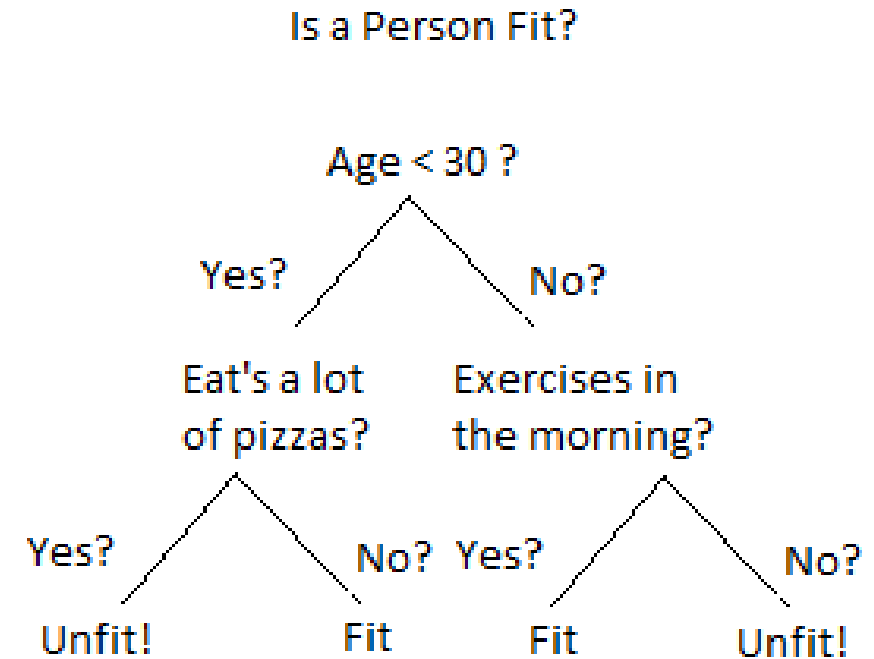 Is a Person Fit?
Age < 30 ?
Yes?
No?
Eat's a lot
of pizzas?
Exercises in
the morning?
Yes?
No?
Yes?
No?
Unfit!
Fit
Fit
Unfit!